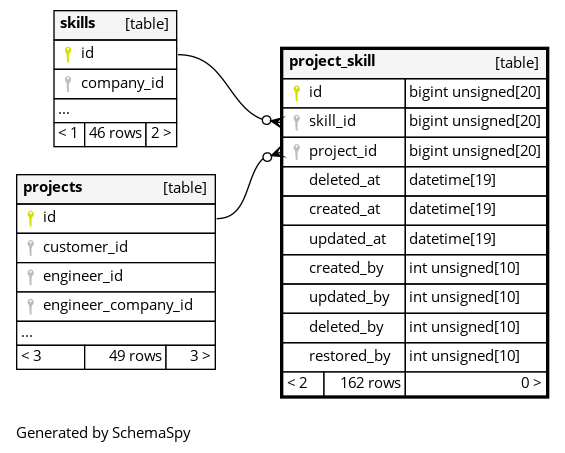 skills [table]
id
company_id
...
< 1 46 rows 2 >
projects [table]
id
customer_id
engineer_id
engineer_company_id
...
< 3 49 rows 3 >
project_skill [table]
id bigint unsigned[20]
skill_id bigint unsigned[20]
project_id bigint unsigned[20]
deleted_at datetime[19]
created_at datetime[19]
updated_at datetime[19]
created_by int unsigned[10]
updated_by int unsigned[10]
deleted_by int unsigned[10]
restored_by int unsigned[10]
< 2 162 rows 0 >
Generated by SchemaSpy